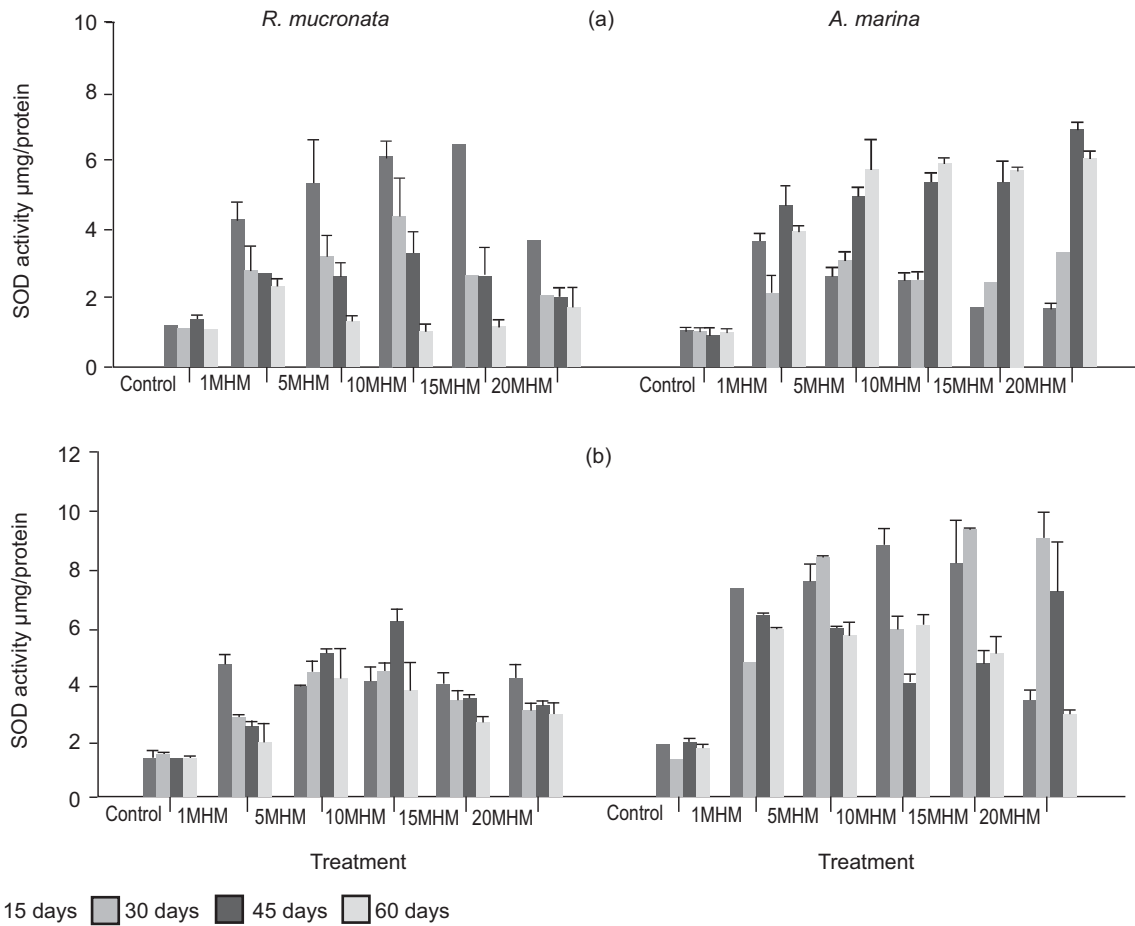 R. mucronata (a) A. marina
10
8
6
4
2
0
SOD activity µmg/protein
Control 1MHM 5MHM 10MHM 15MHM 20MHM Control 1MHM 5MHM 10MHM 15MHM 20MHM
(b)
12
10
8
6
4
2
0
SOD activity µmg/protein
Control 1MHM 5MHM 10MHM 15MHM 20MHM Control 1MHM 5MHM 10MHM 15MHM 20MHM
Treatment Treatment
15 days 30 days 45 days 60 days